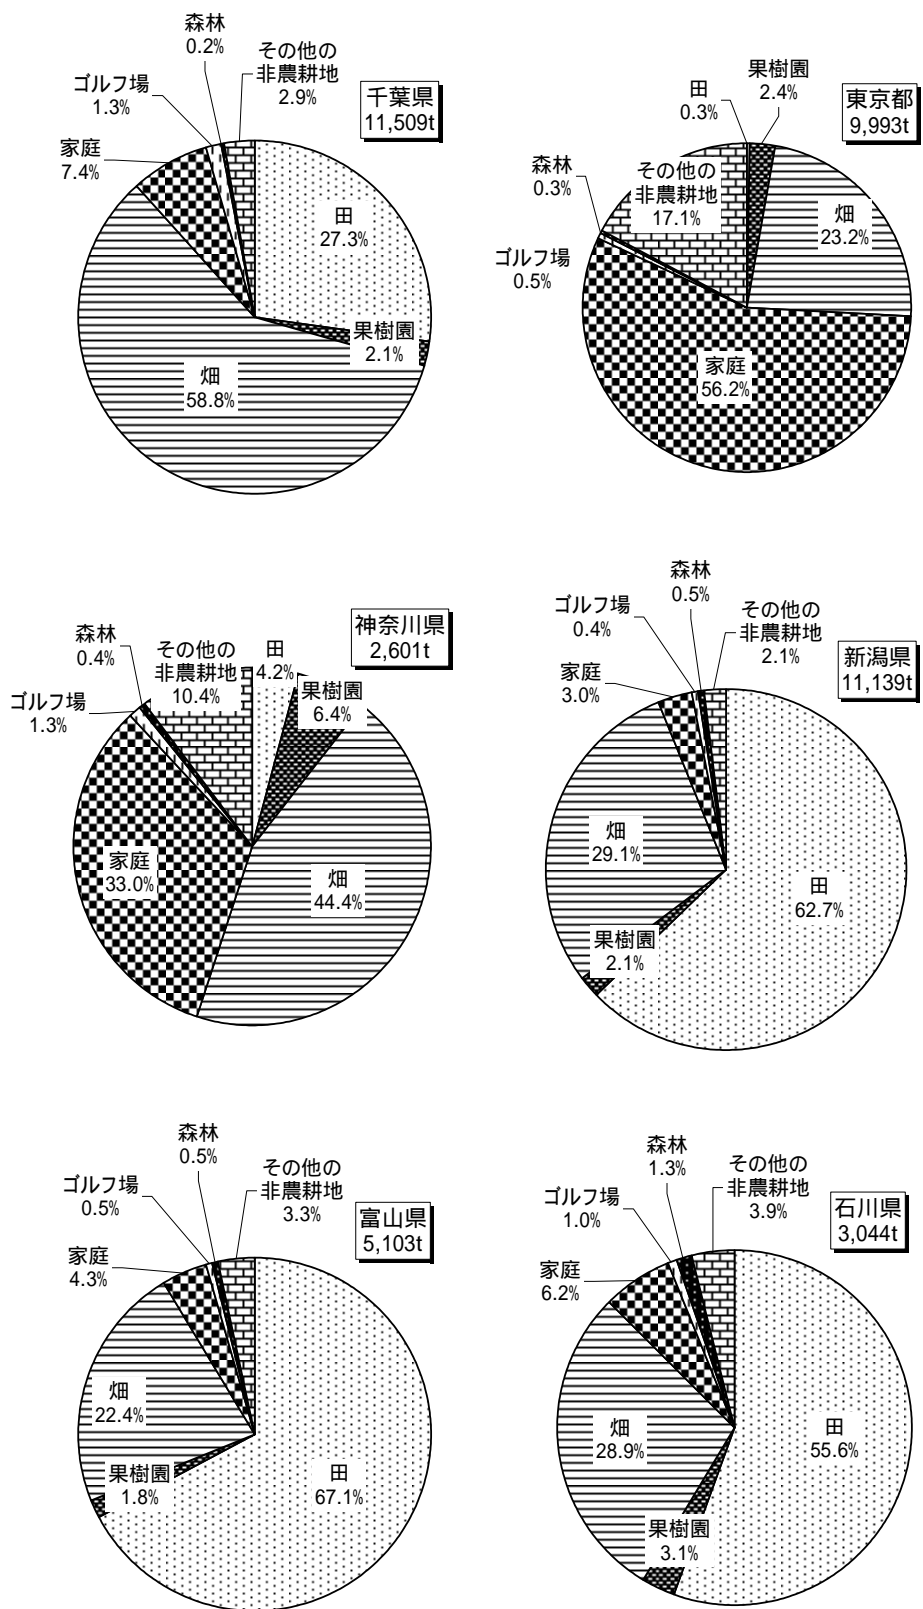 森林
0.2%
その他の
非農耕地
2.9%
ゴルフ場
1.3%
千葉県
11,509t
家庭
7.4%
田
27.3%
果樹園
2.1%
畑
58.8%
田
0.3%
果樹園
2.4%
東京都
9,993t
森林
0.3%
その他の
非農耕地
17.1%
畑
23.2%
ゴルフ場
0.5%
家庭
56.2%
森林
0.4%
その他の
非農耕地
10.4%
田
4.2%
神奈川県
2,601t
果樹園
6.4%
ゴルフ場
1.3%
家庭
33.0%
畑
44.4%
森林
0.5%
ゴルフ場
0.4%
その他の
非農耕地
2.1%
新潟県
11,139t
家庭
3.0%
畑
29.1%
田
62.7%
果樹園
2.1%
森林
0.5%
ゴルフ場
0.5%
その他の
非農耕地
3.3%
富山県
5,103t
家庭
4.3%
畑
22.4%
果樹園
1.8%
田
67.1%
森林
1.3%
ゴルフ場
1.0%
その他の
非農耕地
3.9%
石川県
3,044t
家庭
6.2%
畑
28.9%
田
55.6%
果樹園
3.1%